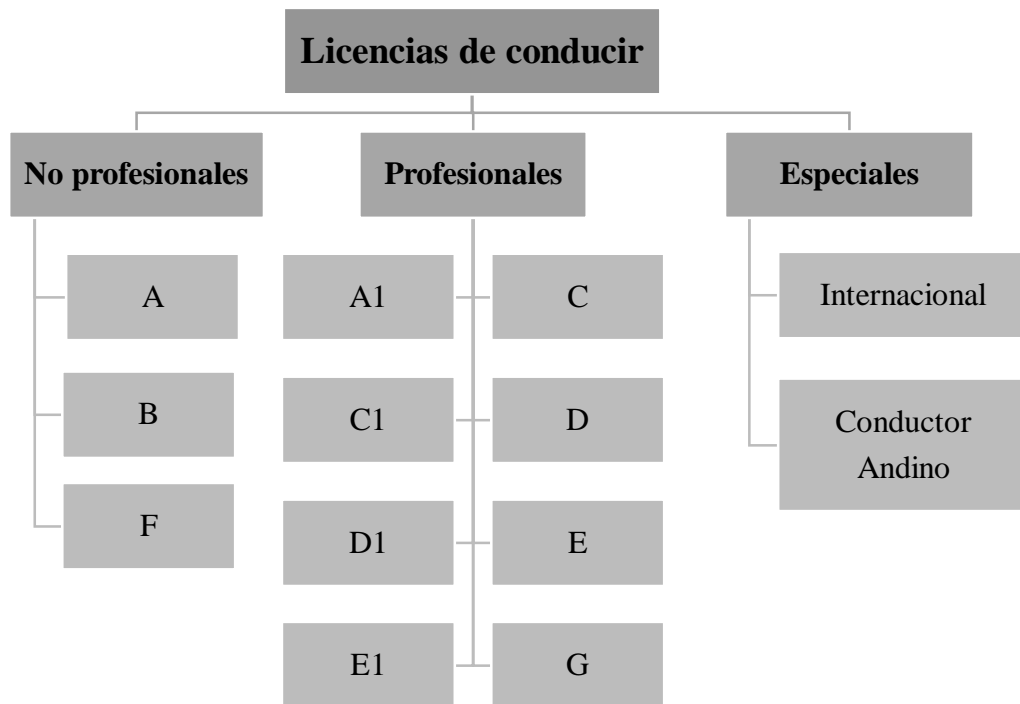 Licencias de conducir
No profesionales
Profesionales
Especiales
A
B
F
A1
C
C1
D
D1
E
E1
G
Internacional
Conductor
Andino